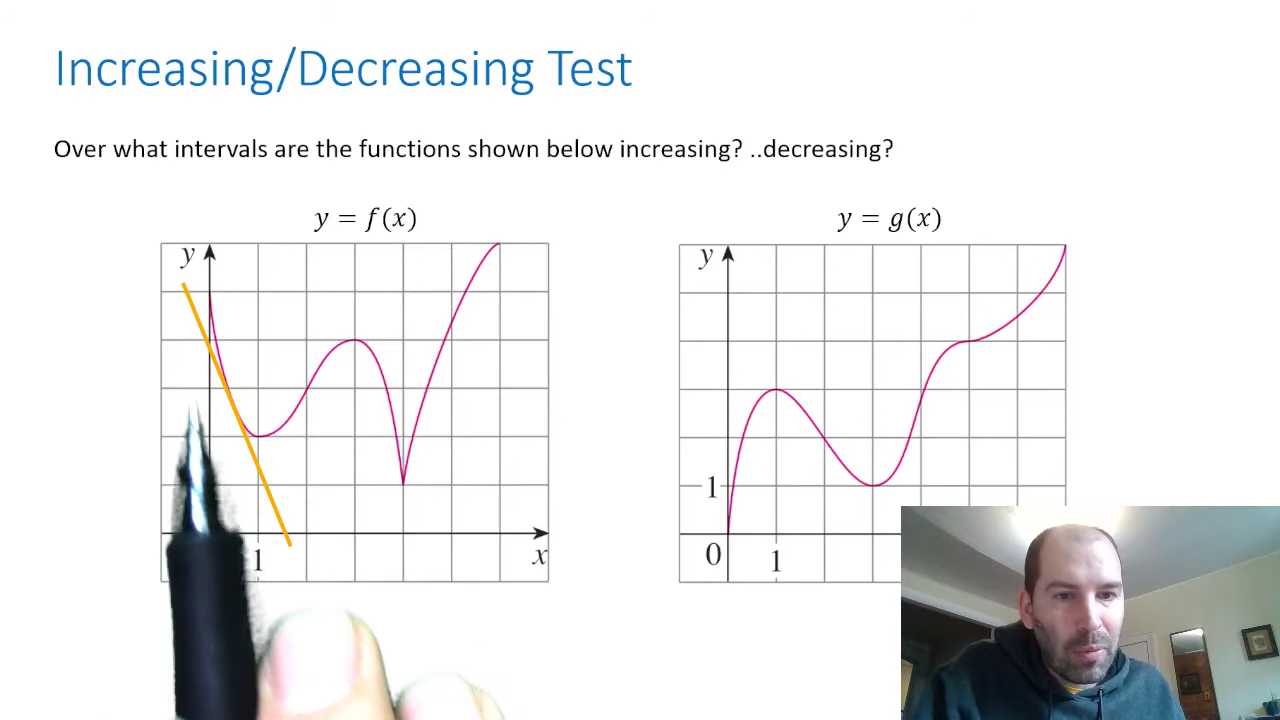 Increasing/Decreasing Test
Over what intervals are the functions shown below increasing? ..decreasing?
y = f(x)
y = g(x)
y
y
1
1
x
0
1